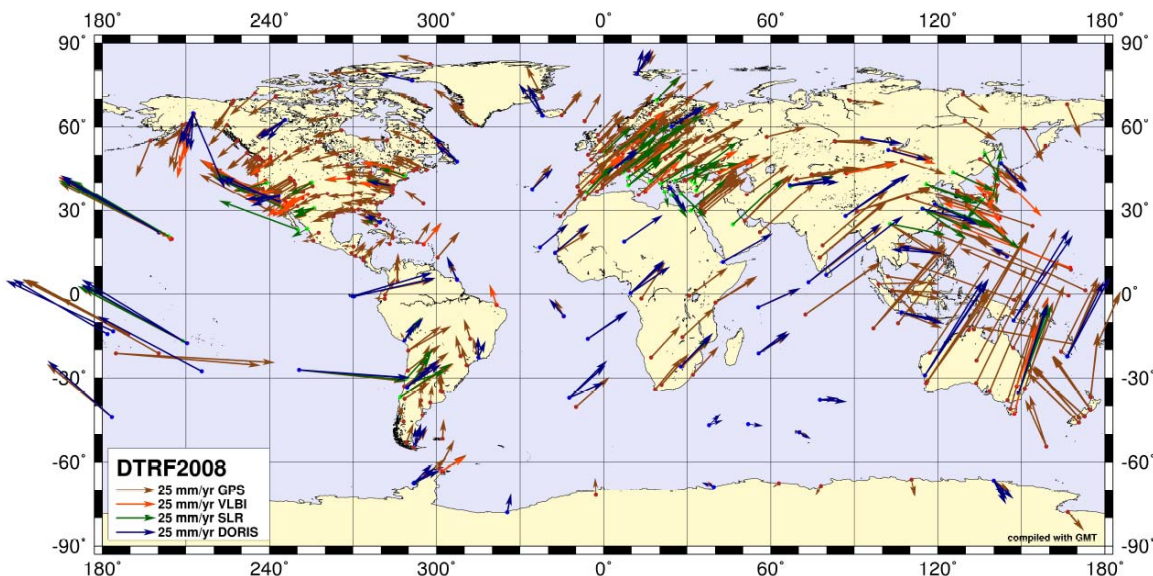 180° 240° 300° 0° 60° 120° 180°
90° 90°
60° 60°
30° 30°
0° 0°
-30° -30°
-60° -60°
-90° -90°
DTRF2008
25 mm/yr GPS
25 mm/yr VLBI
25 mm/yr SLR
25 mm/yr DORIS
compiled with GMT
180° 240° 300° 0° 60° 120° 180°